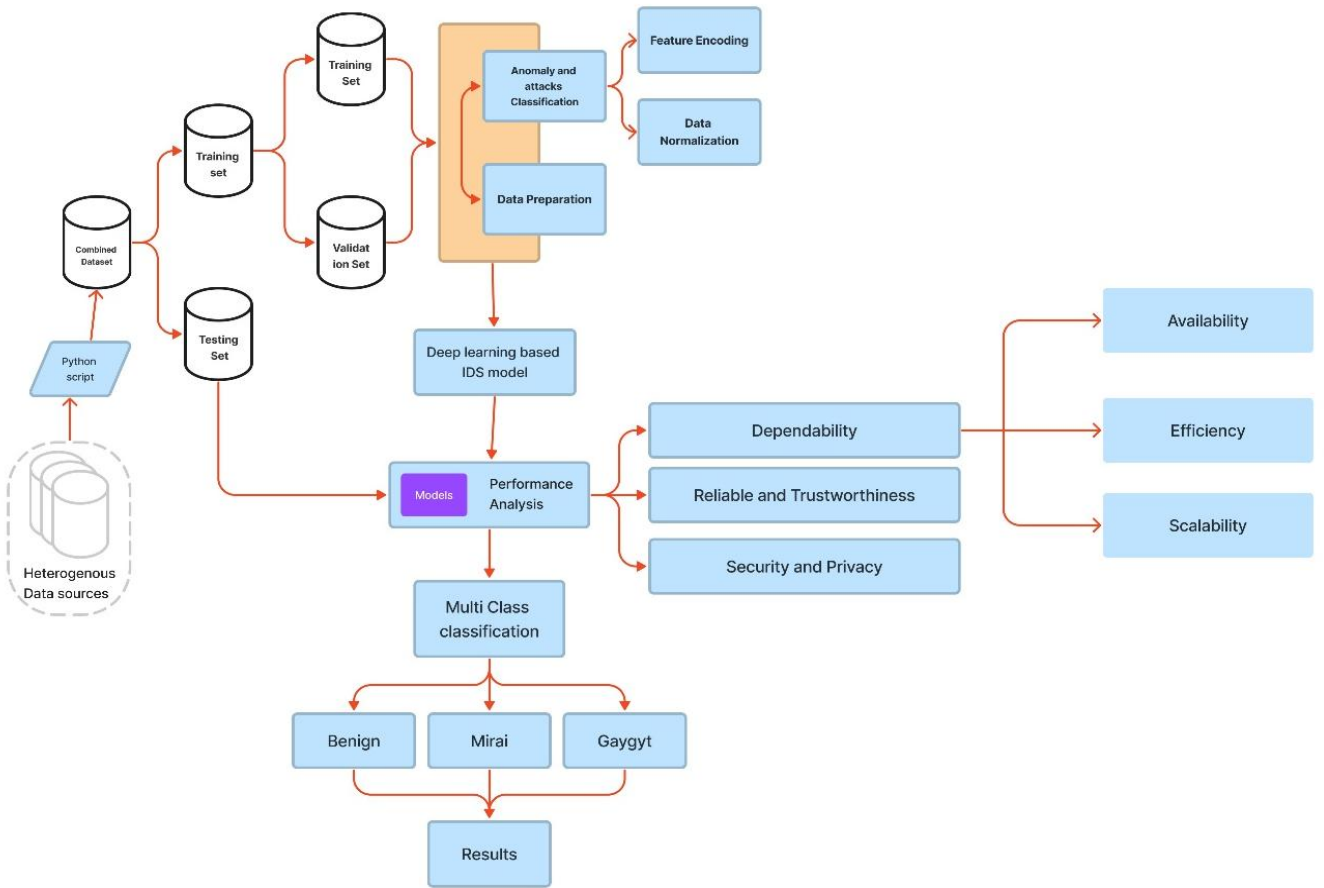 Training
Set
Feature Encoding
Anomaly and
attacks
Classification
Data
Normalization
Training
set
Data Preparation
Combined
Dataset
Validat
ion Set
Testing
Set
Python
script
Deep learning based
IDS model
Availability
Dependability
Efficiency
Models
Performance
Analysis
Reliable and Trustworthiness
Scalability
Security and Privacy
Heterogenous
Data sources
Multi Class
classification
Benign
Mirai
Gaygyt
Results